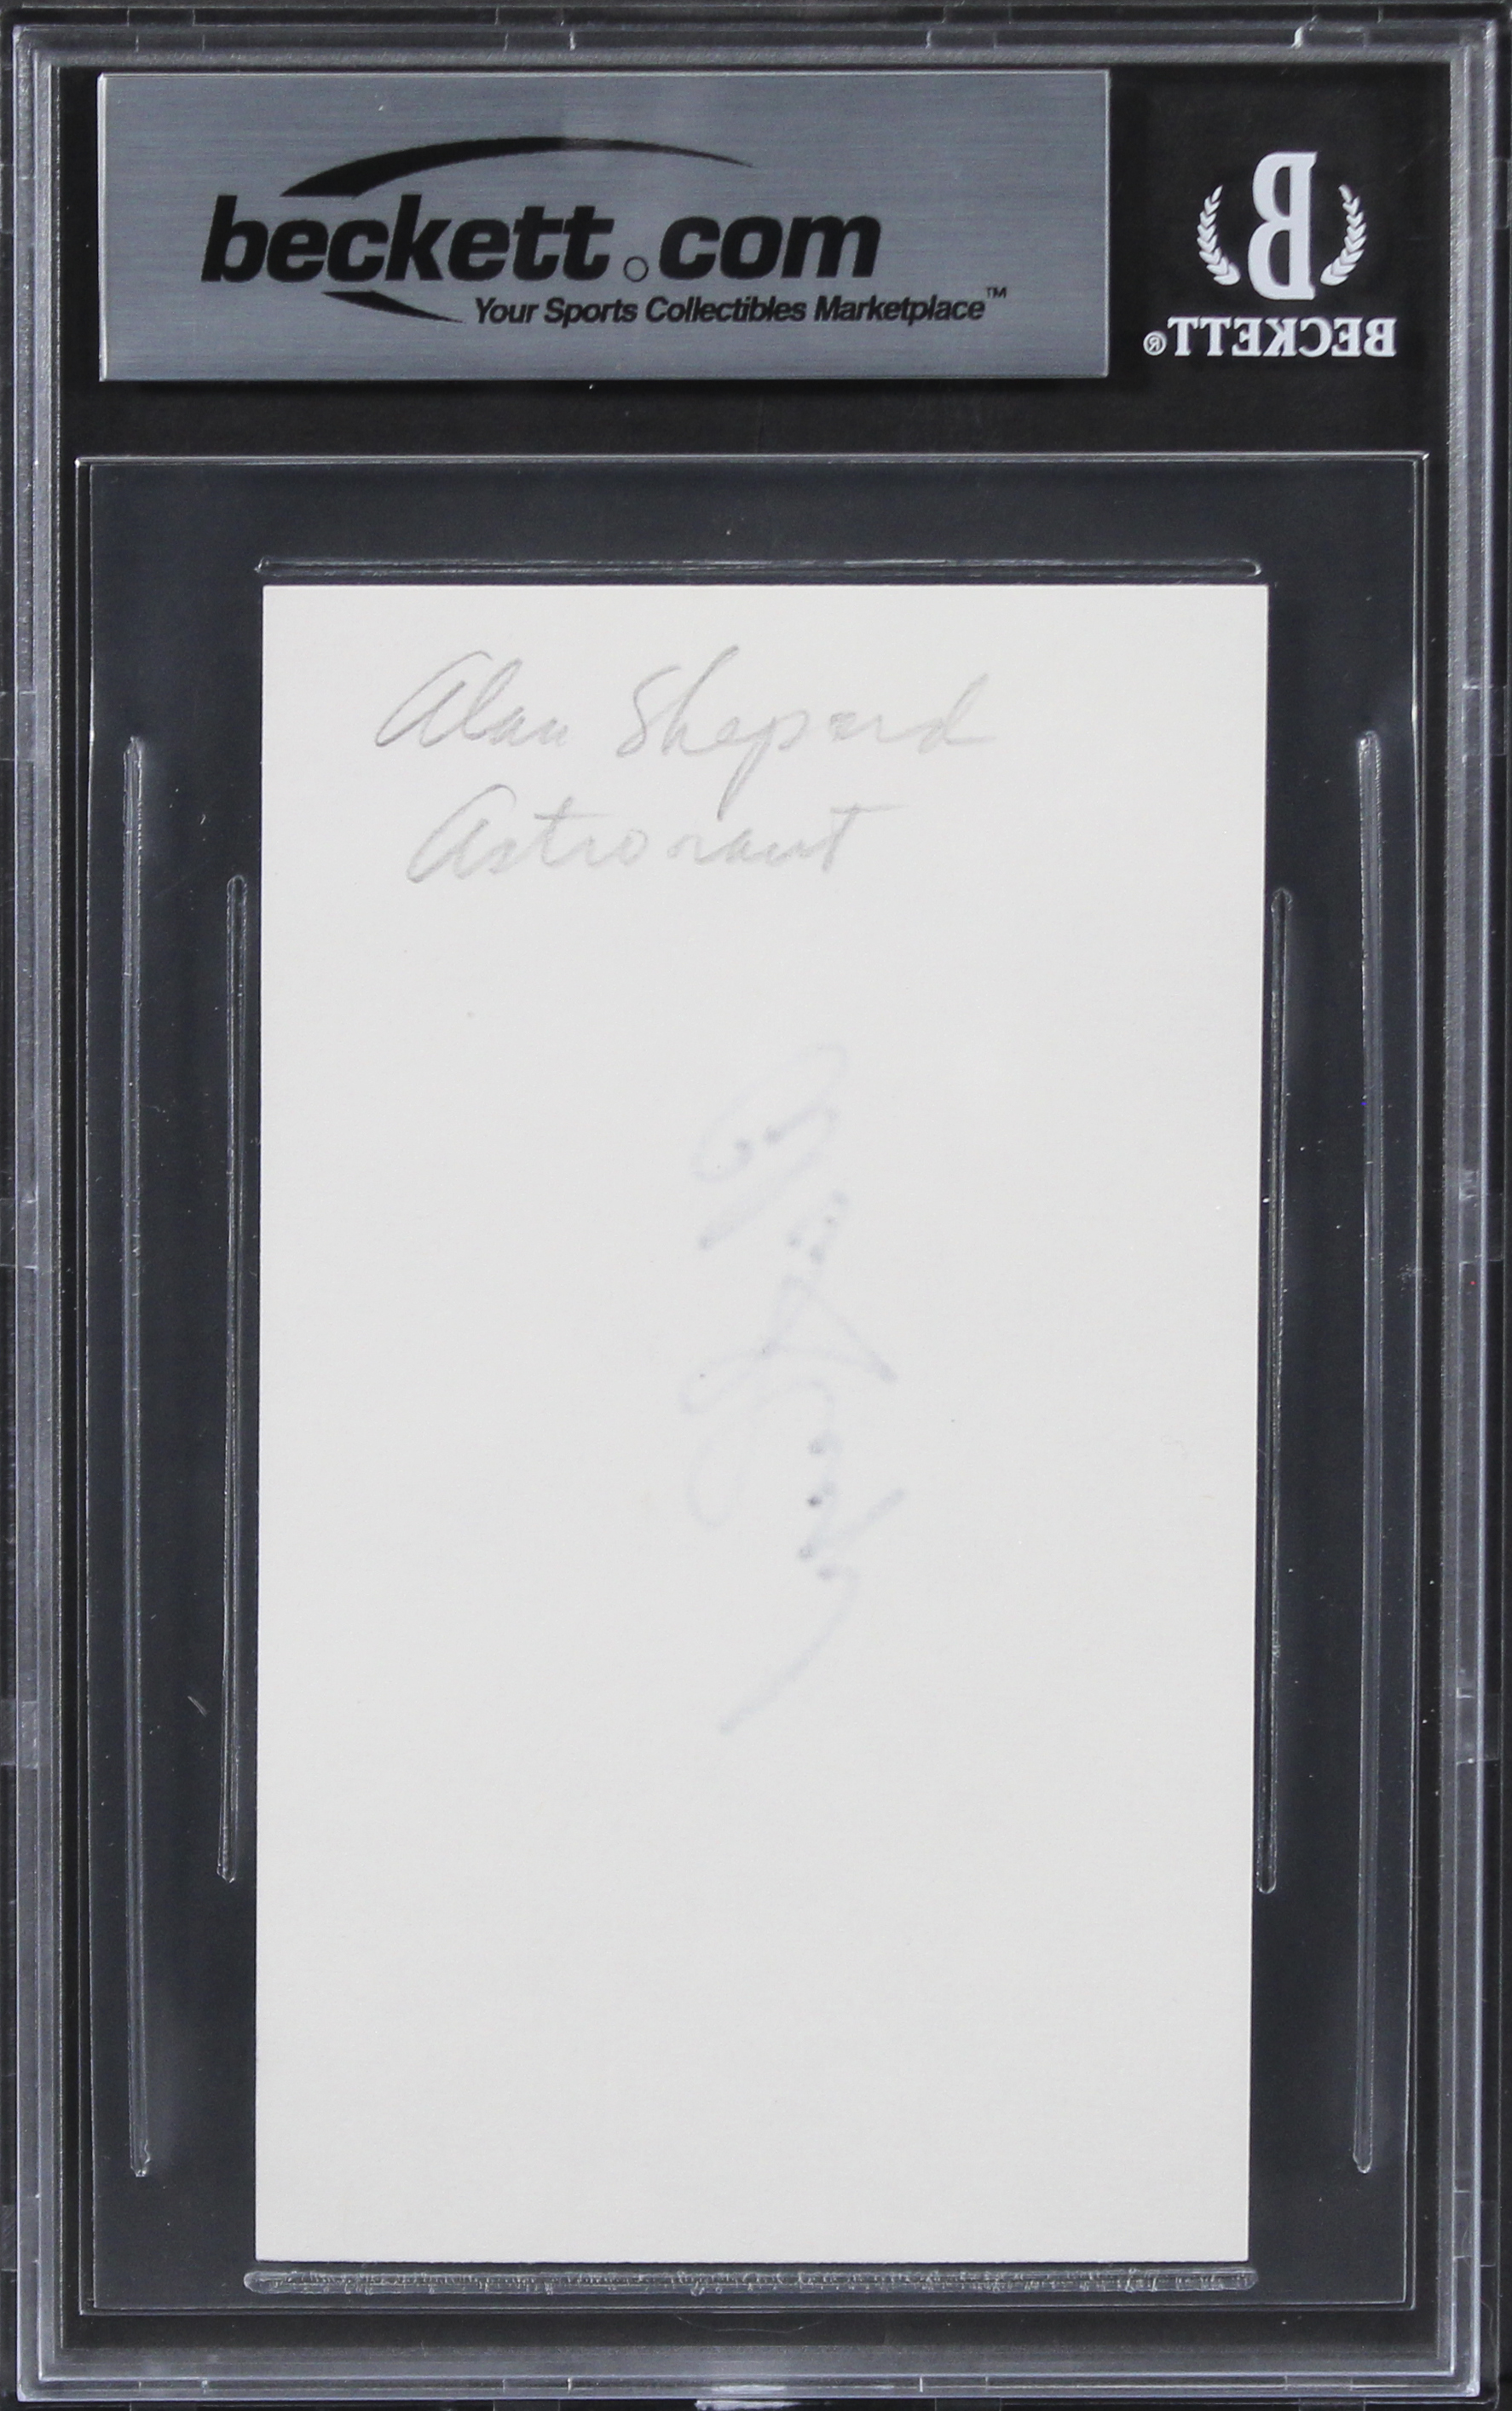 beckett.com
Your Sports Collectibles Marketplace™
BECKETT®
Alan Shepard
Astronaut